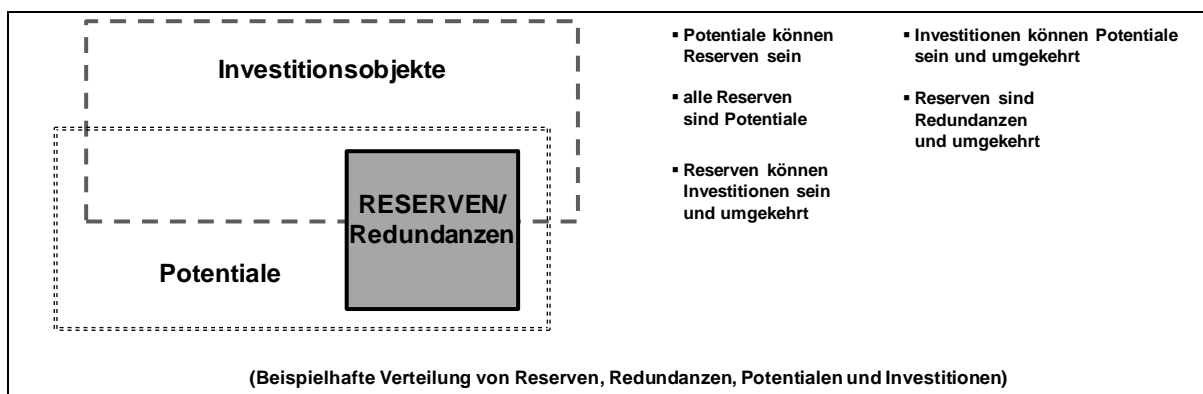 Investitionsobjekte
RESERVEN/
Redundanzen
Potentiale
▪ Potentiale können
Reserven sein
▪ alle Reserven
sind Potentiale
▪ Reserven können
Investitionen sein
und umgekehrt
▪ Investitionen können Potentiale
sein und umgekehrt
▪ Reserven sind
Redundanzen
und umgekehrt
(Beispielhafte Verteilung von Reserven, Redundanzen, Potentialen und Investitionen)